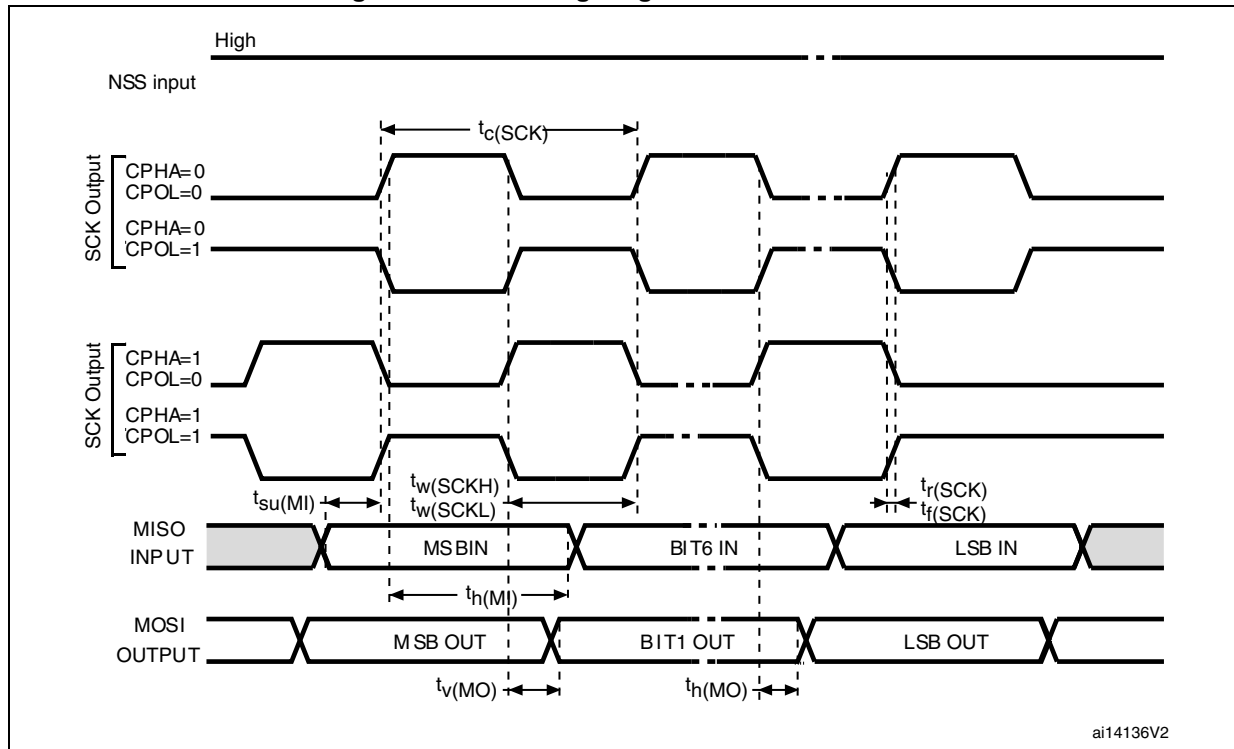 High
NSS input
tc(SCK)
SCK Output
CPHA=0
CPOL=0
CPHA=0
CPOL=1
SCK Output
CPHA=1
CPOL=0
CPHA=1
CPOL=1
tsu(MI)
tw(SCKH)
tw(SCKL)
tr(SCK)
tf(SCK)
MISO
INPUT
MSBIN
BIT6 IN
LSB IN
th(MI)
MOSI
OUTPUT
MSB OUT
BIT1 OUT
LSB OUT
tv(MO)
th(MO)
ai14136V2